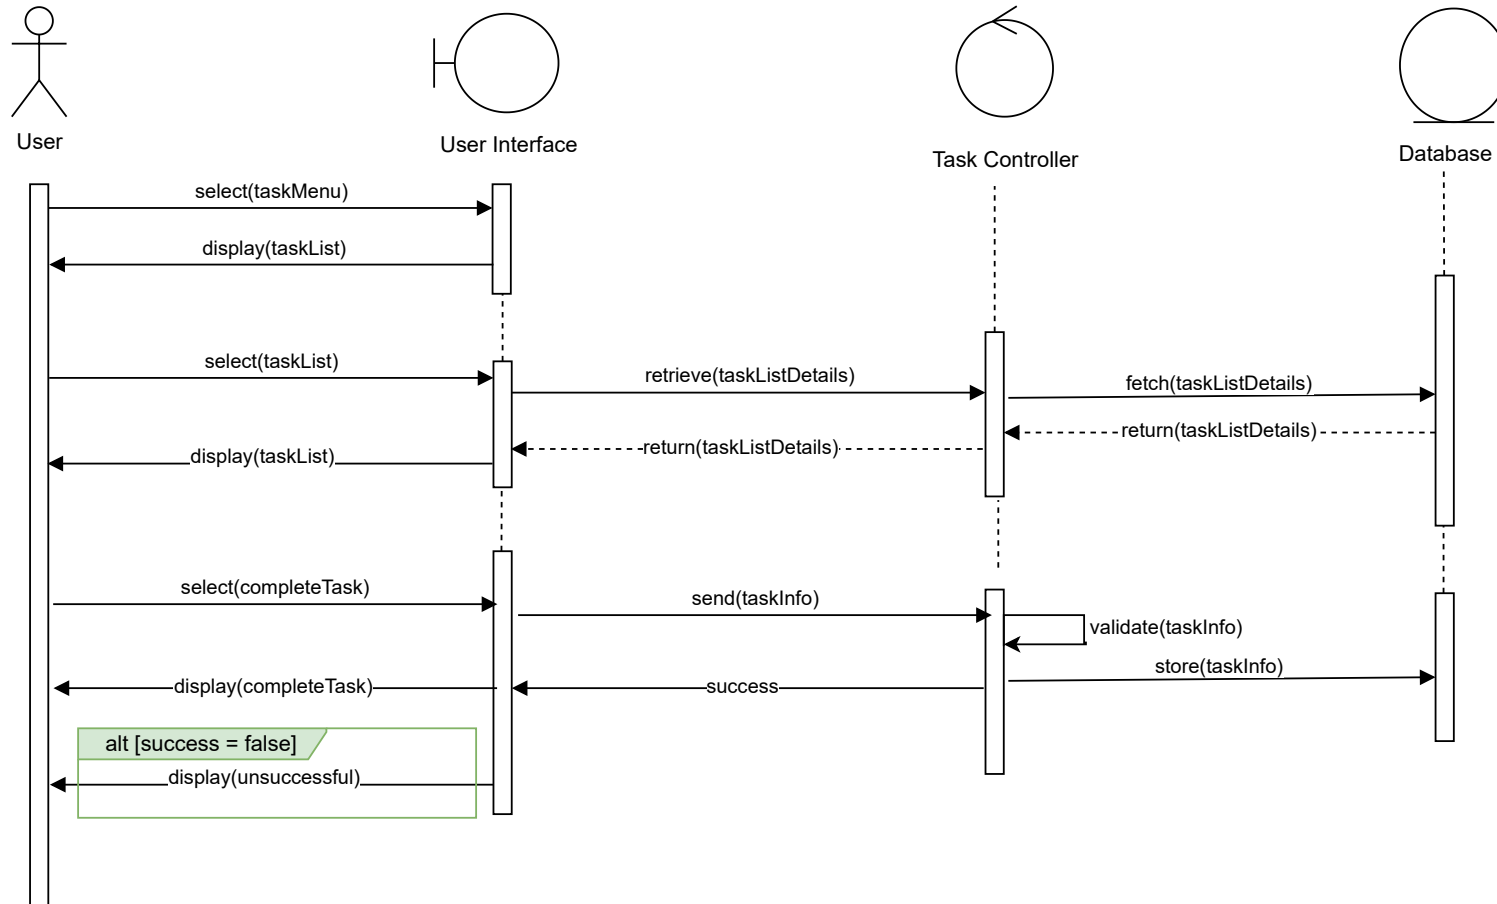 User
User Interface
Task Controller
Database
select(taskMenu)
display(taskList)
select(taskList)
retrieve(taskListDetails)
fetch(taskListDetails)
return(taskListDetails)
return(taskListDetails)
display(taskList)
select(completeTask)
send(taskInfo)
validate(taskInfo)
store(taskInfo)
success
display(completeTask)
alt [success = false]
display(unsuccessful)